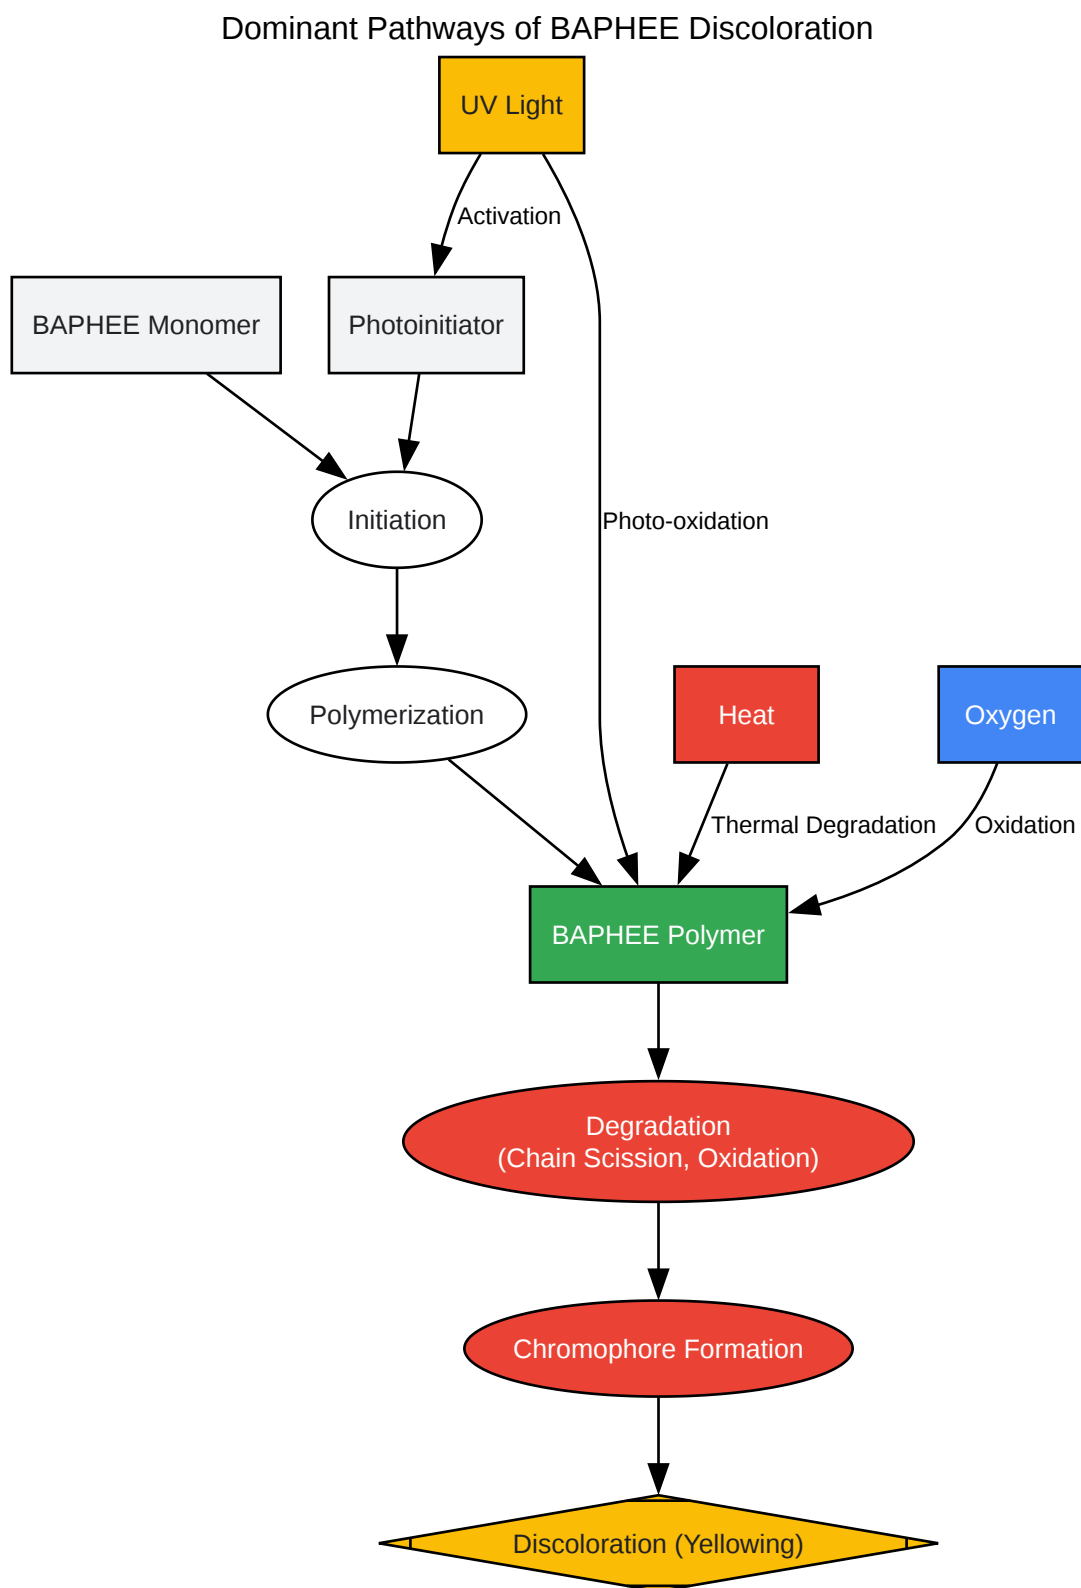 Dominant Pathways of BAPHEE Discoloration
UV Light
Activation
BAPHEE Monomer
Photoinitiator
Initiation
Photo-oxidation
Polymerization
Heat
Oxygen
Thermal Degradation
Oxidation
BAPHEE Polymer
Degradation
(Chain Scission, Oxidation)
Chromophore Formation
Discoloration (Yellowing)